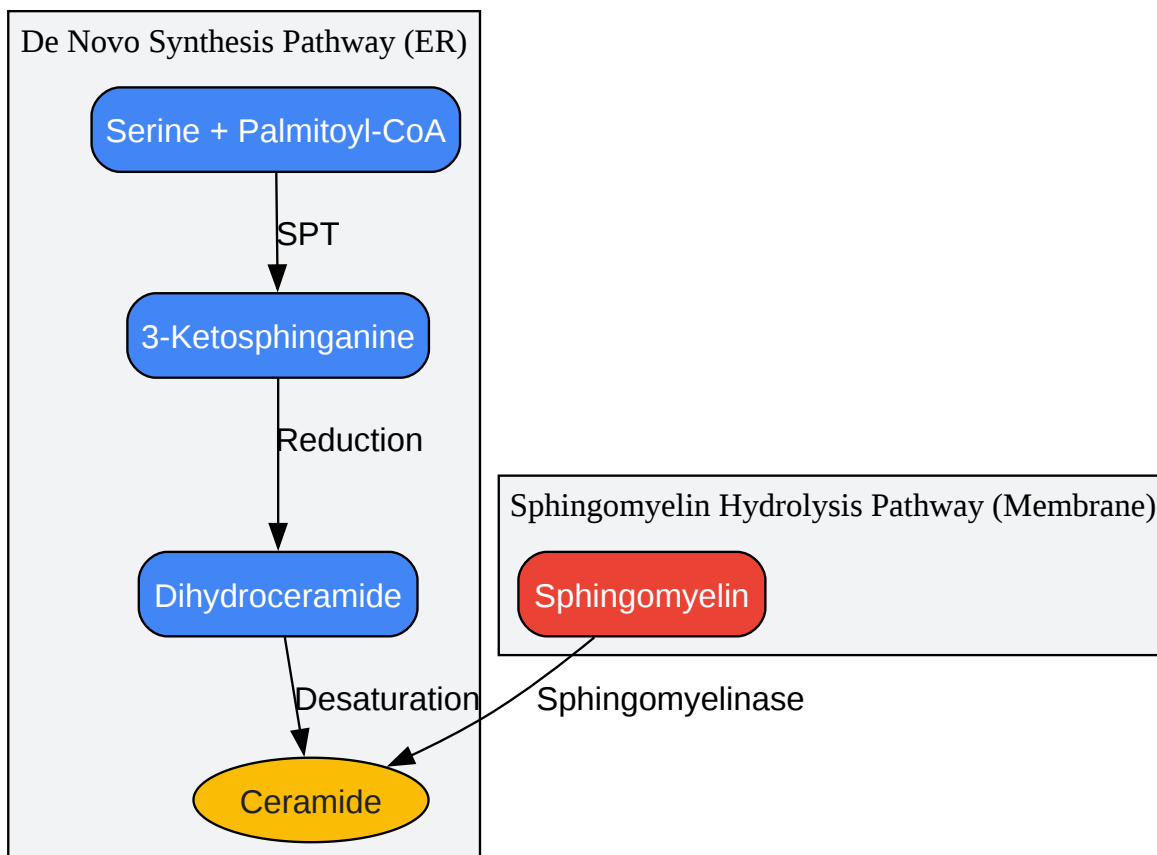 De Novo Synthesis Pathway (ER)
Serine + Palmitoyl-CoA
SPT
3-Ketosphinganine
Reduction
Dihydroceramide
Desaturation
Ceramide
Sphingomyelin Hydrolysis Pathway (Membrane)
Sphingomyelin
Sphingomyelinase